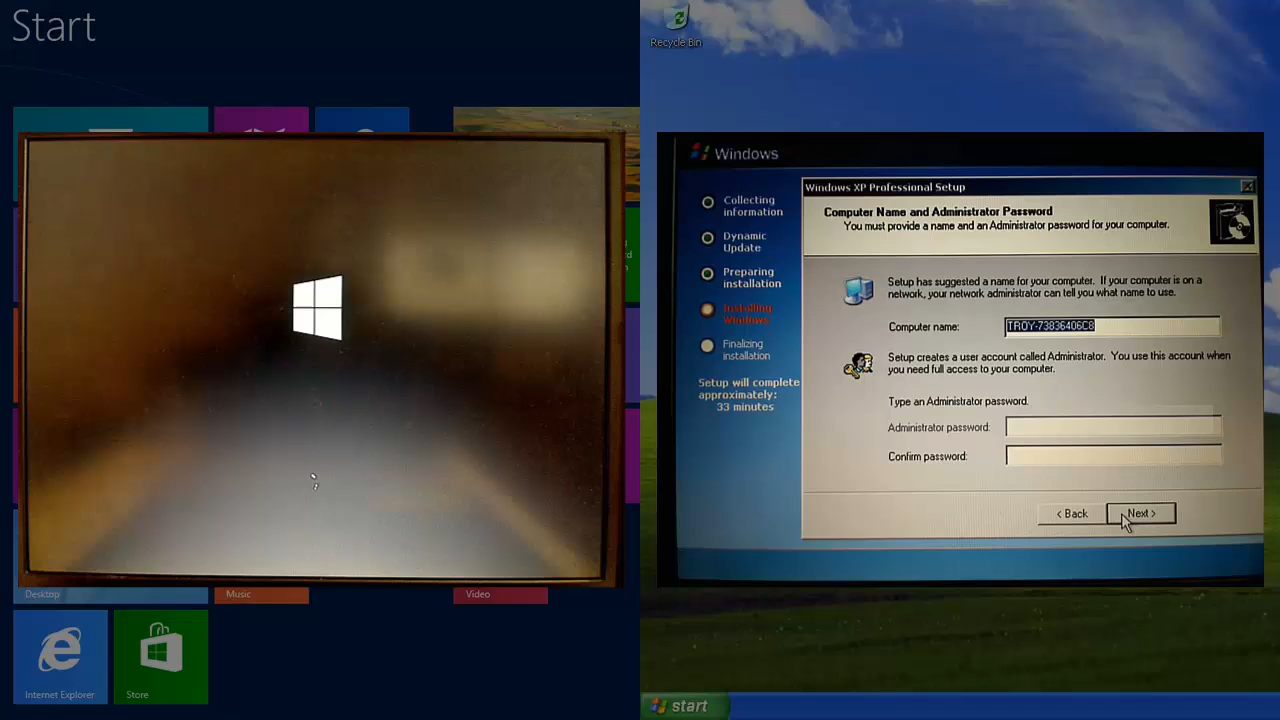 Start
Desktop
Music
Video
Internet Explorer
Store
Recycle Bin
Windows
Collecting
information
Dynamic
Update
Preparing
installation
Installing
Windows
Finalizing
installation
Setup will complete
approximately:
33 minutes
Windows XP Professional Setup
Computer Name and Administrator Password
You must provide a name and an Administrator password for your computer.
Setup has suggested a name for your computer. If your computer is on a
network, your network administrator can tell you what name to use.
Computer name:
TROY-73836406C8
Setup creates a user account called Administrator. You use this account when
you need full access to your computer.
Type an Administrator password.
Administrator password:
Confirm password:
< Back
Next >
start